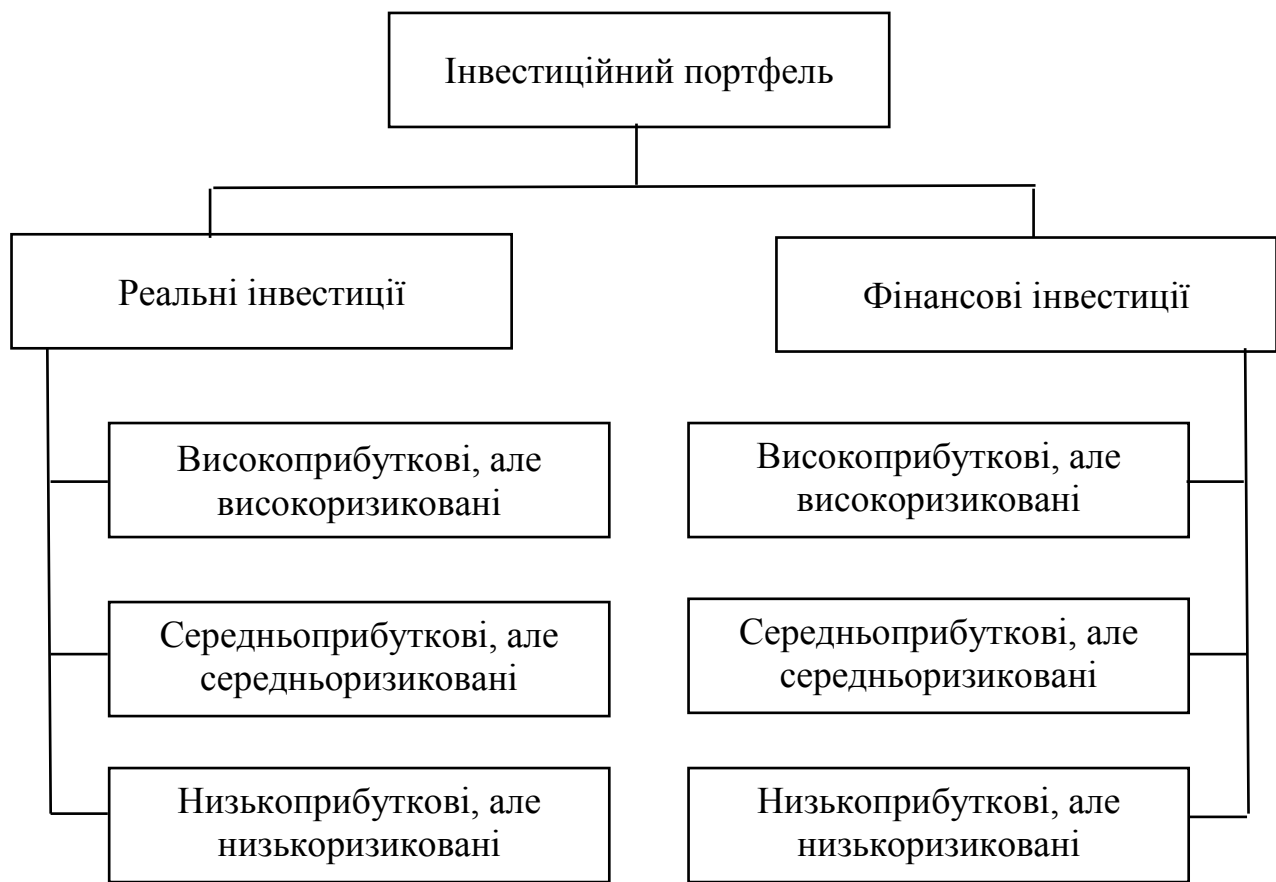 Інвестиційний портфель
Реальні інвестиції
Фінансові інвестиції
Високоприбуткові, але
високоризиковані
Високоприбуткові, але
високоризиковані
Середньоприбуткові, але
середньоризиковані
Середньоприбуткові, але
середньоризиковані
Низькоприбуткові, але
низькоризиковані
Низькоприбуткові, але
низькоризиковані